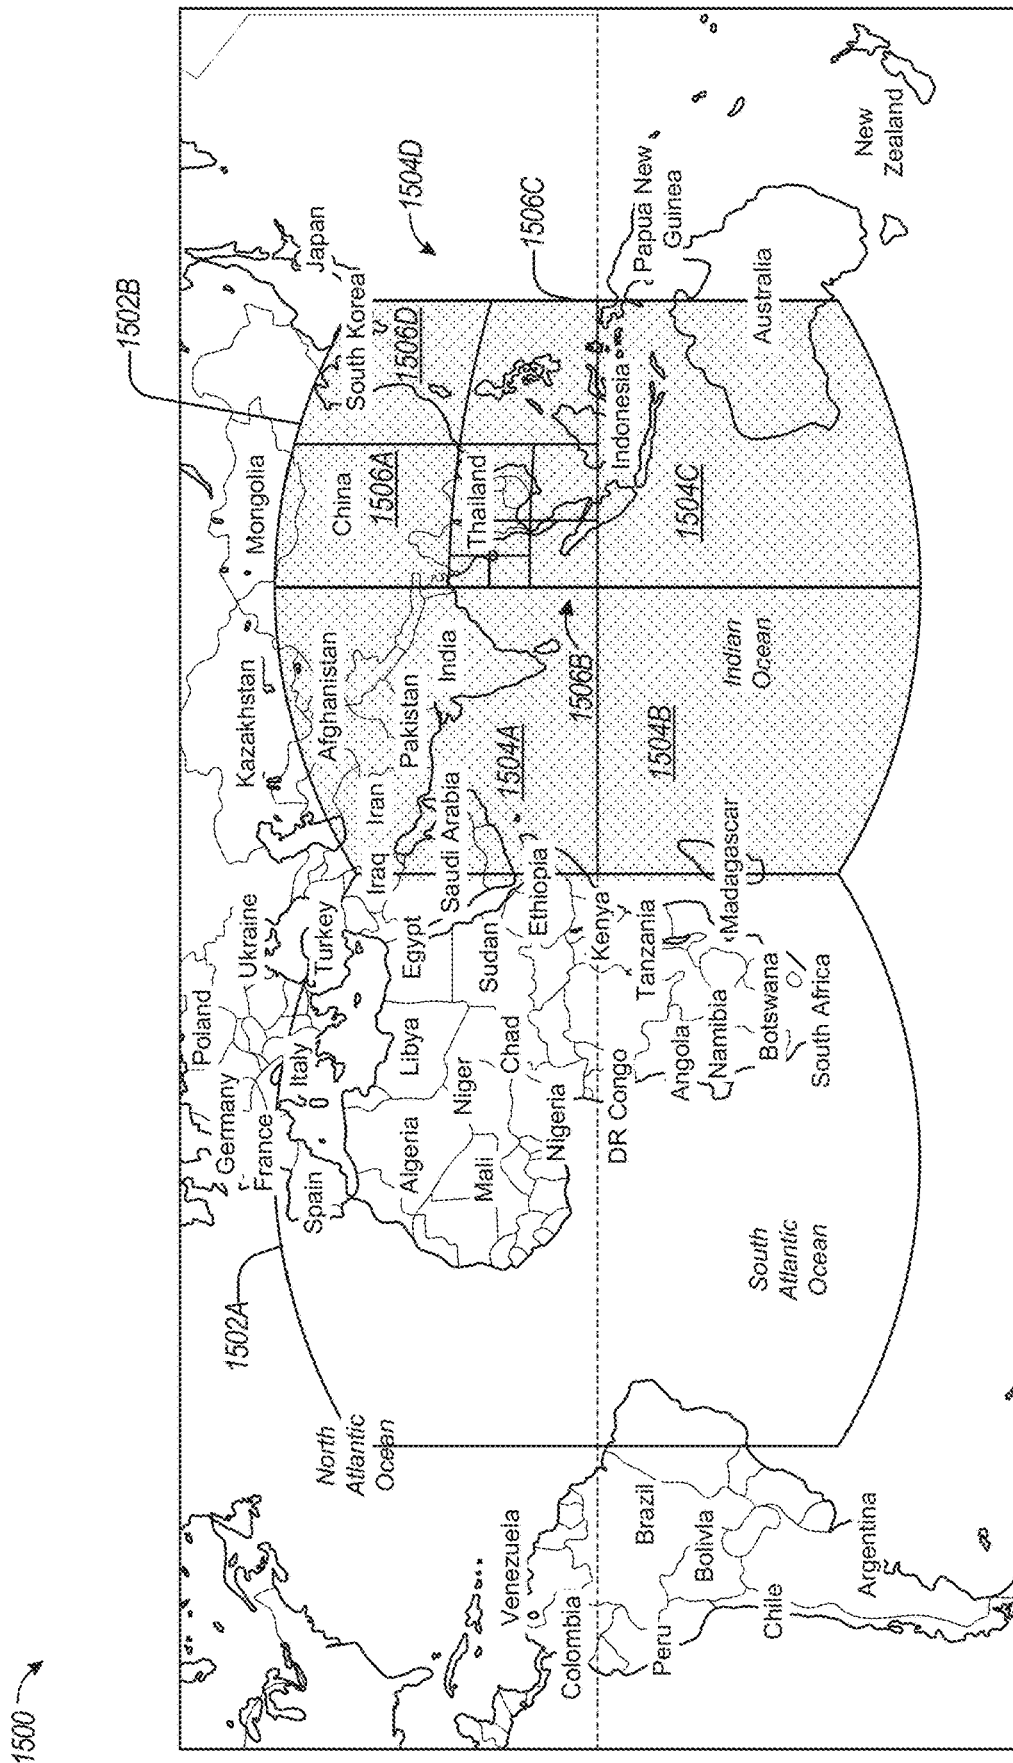 1500
1502A
1502B
1504D
1506C
North
Atlantic
Ocean
Germany
France
Spain
Poland
Italy
Ukraine
Turkey
Kazakhstan
Mongolia
Afghanistan
Iraq
Iran
Pakistan
India
China
1506A
South Korea
Japan
1506D
Algeria
Libya
Egypt
Saudi Arabia
Mali
Niger
Chad
Sudan
Ethiopia
Nigeria
1504A
1506B
Thailand
Venezuela
Colombia
DR Congo
Kenya
Tanzania
Indonesia
Papua New
Guinea
Peru
Brazil
Bolivia
Chile
Argentina
Angola
Namibia
Botswana
South Africa
Madagascar
1504B
1504C
South
Atlantic
Ocean
Indian
Ocean
Australia
New
Zealand